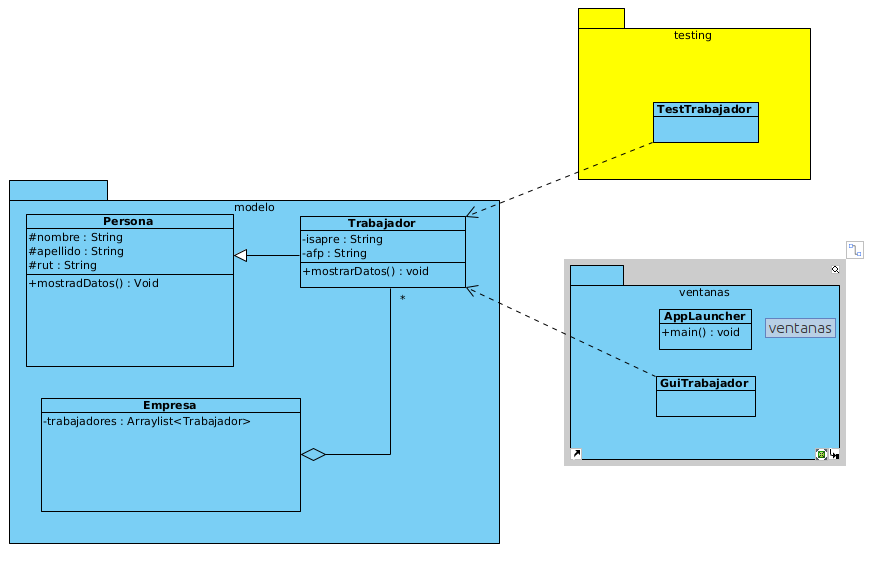 testing
TestTrabajador
modelo
Persona
#nombre : String
#apellido : String
#rut : String
+mostradDatos() : Void
Trabajador
-isapre : String
-afp : String
+mostrarDatos() : void
*
Empresa
-trabajadores : Arraylist<Trabajador>
ventanas
AppLauncher
+main() : void
ventanas
GuiTrabajador